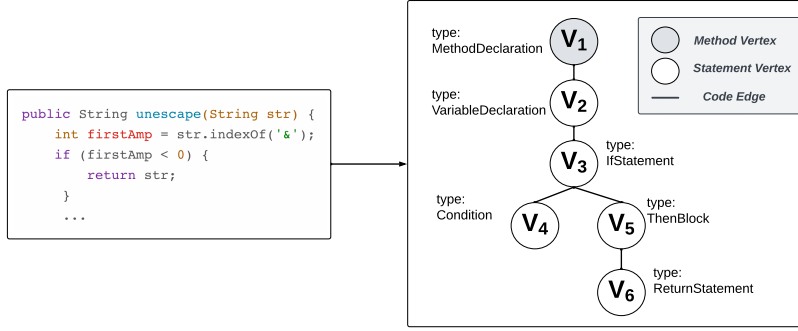 public String unescape(String str) {
int firstAmp = str.indexOf('&');
if (firstAmp < 0) {
return str;
}
...
type:
MethodDeclaration
V1
type:
VariableDeclaration
V2
V3
type:
IfStatement
type:
Condition
V4
V5
type:
ThenBlock
V6
type:
ReturnStatement
Method Vertex
Statement Vertex
Code Edge